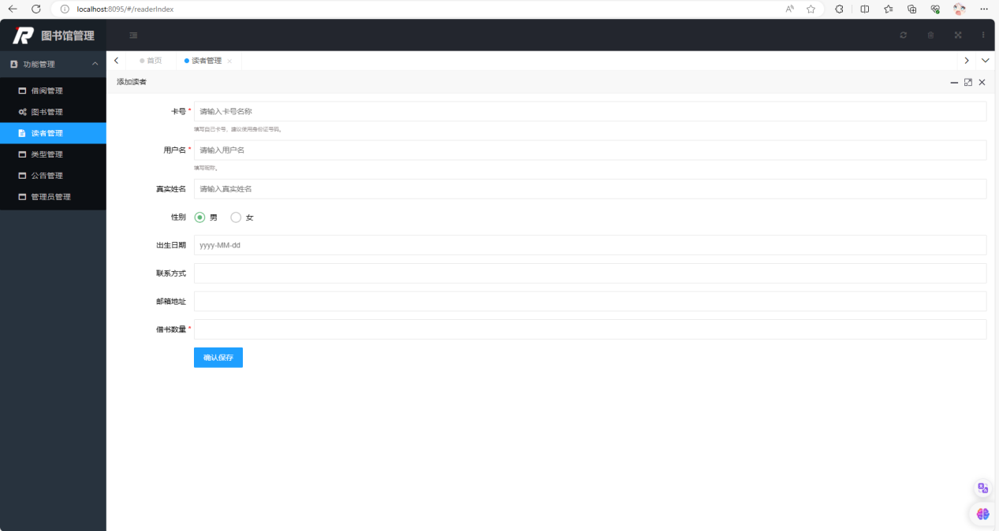 localhost:8095/#/readerIndex
图书馆管理
功能管理
借阅管理
图书管理
读者管理
类型管理
公告管理
管理员管理
首页
读者管理
添加读者
卡号 *
请输入卡号名称
填写自己卡号，建议使用身份证号码。
用户名 *
请输入用户名
填写昵称。
真实姓名
请输入真实姓名
性别
男
女
出生日期
yyyy-MM-dd
联系方式
邮箱地址
借书数量 *
确认保存